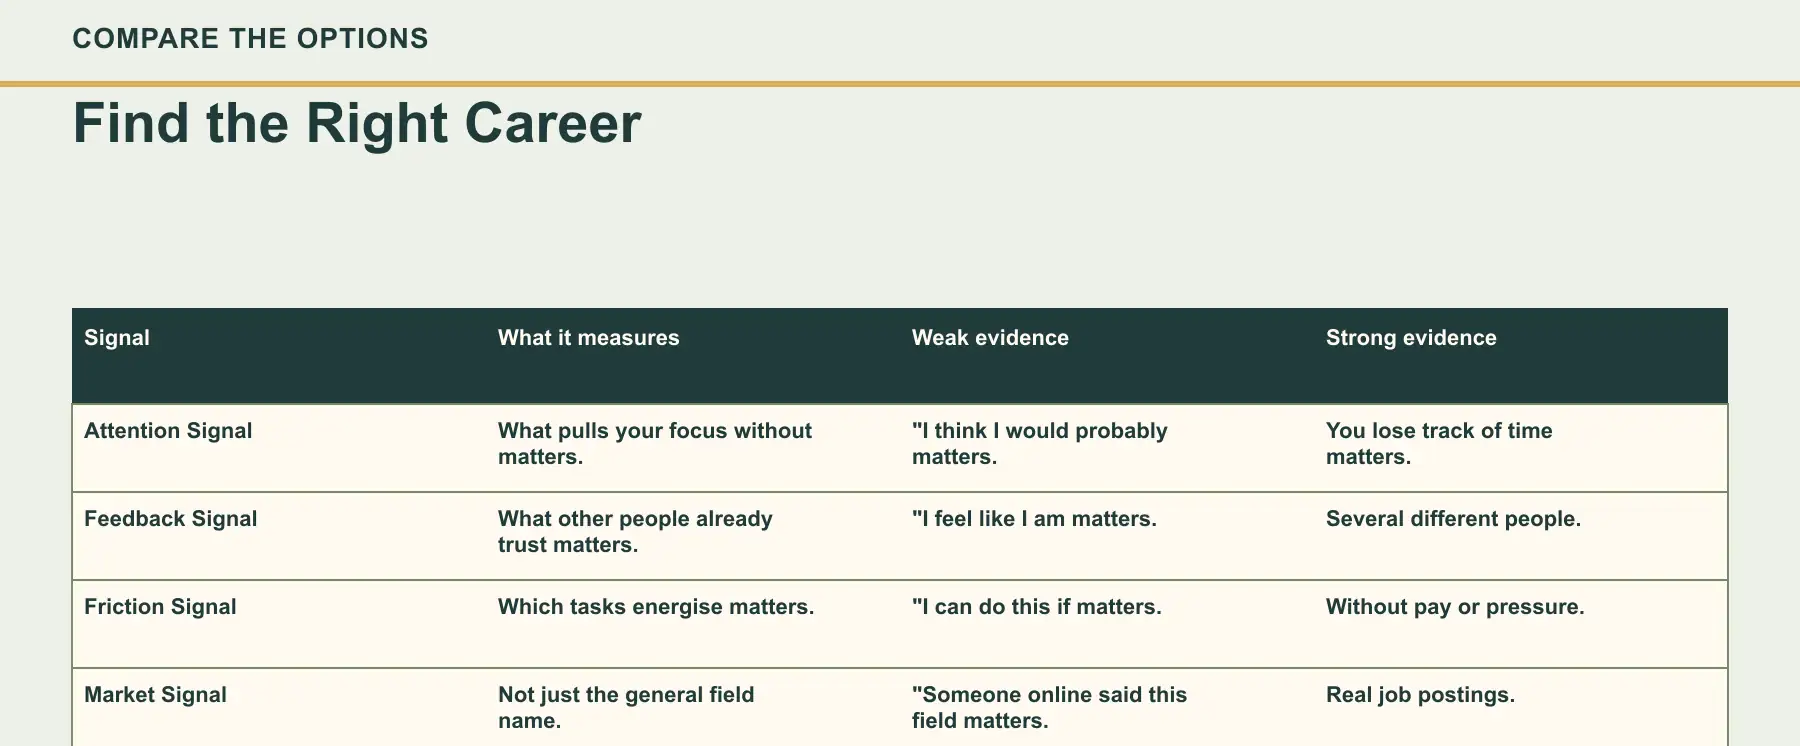 COMPARE THE OPTIONS
Find the Right Career
Signal
What it measures
Weak evidence
Strong evidence
Attention Signal
What pulls your focus without
matters.
"I think I would probably
matters.
You lose track of time
matters.
Feedback Signal
What other people already
trust matters.
"I feel like I am matters.
Several different people.
Friction Signal
Which tasks energise matters.
"I can do this if matters.
Without pay or pressure.
Market Signal
Not just the general field
name.
"Someone online said this
field matters.
Real job postings.